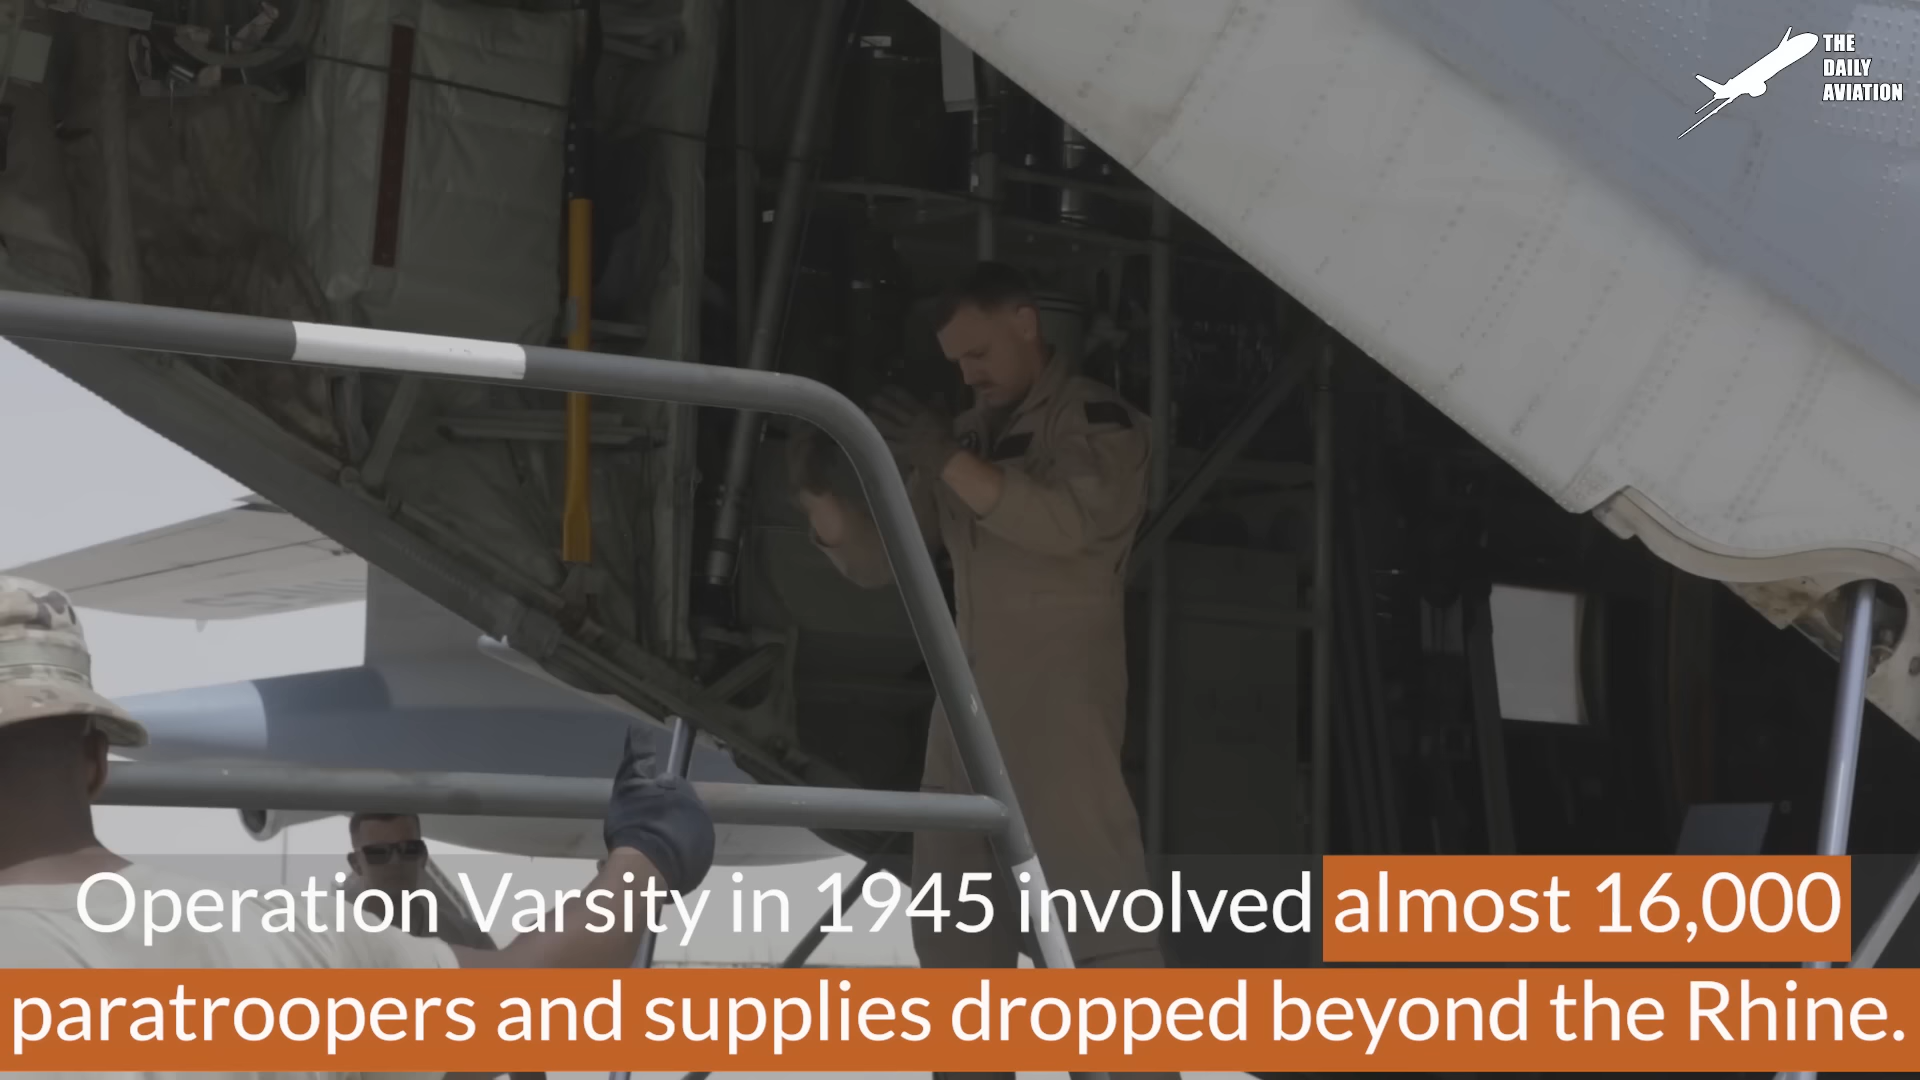 THE
DAILY
AVIATION
Operation Varsity in 1945 involved almost 16,000
paratroopers and supplies dropped beyond the Rhine.